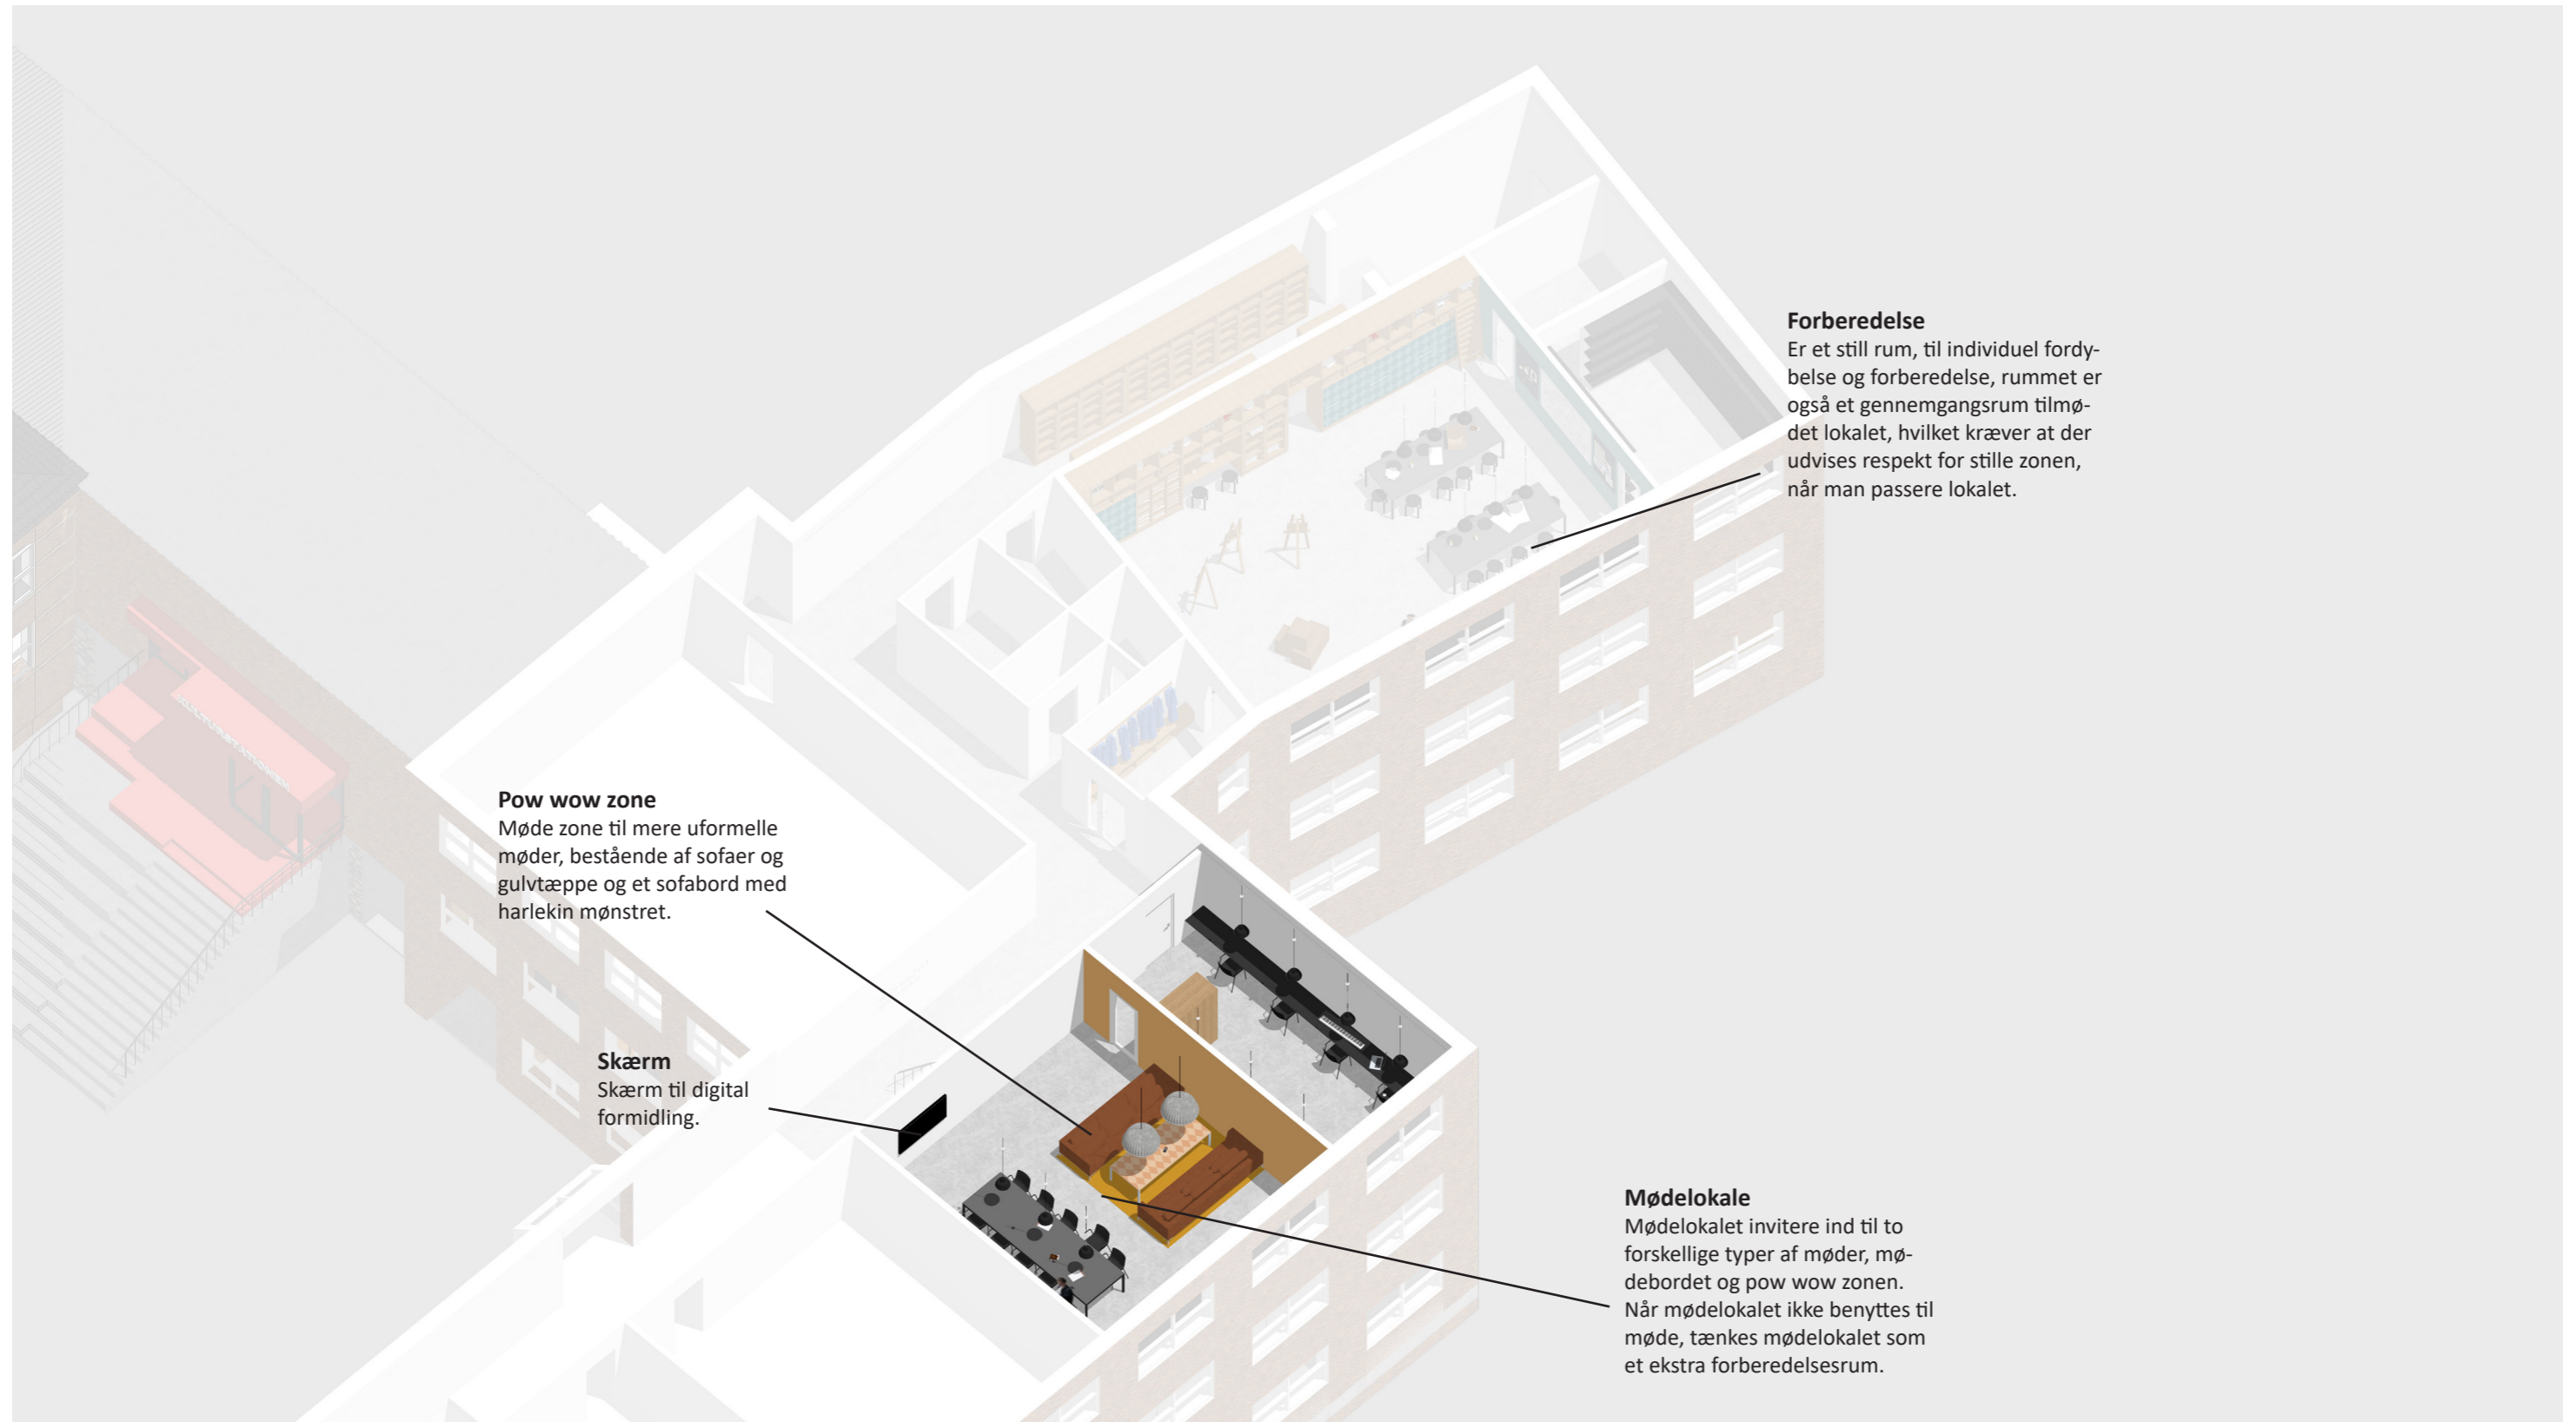 Forberedelse
Er et still rum, til individuel fordy-
belse og forberedelse, rummet er
også et gennemgangsrum tilmø-
det lokalet, hvilket kræver at der
udvises respekt for stille zonen,
når man passere lokalet.
KULTURSTATIONEN
Pow wow zone
Møde zone til mere uformelle
møder, bestående af sofaer og
gulvtæppe og et sofabord med
harlekin mønstret.
Skærm
Skærm til digital
formidling.
Mødelokale
Mødelokalet invitere ind til to
forskellige typer af møder, mø-
debordet og pow wow zonen.
Når mødelokalet ikke benyttes til
møde, tænkes mødelokalet som
et ekstra forberedelsesrum.